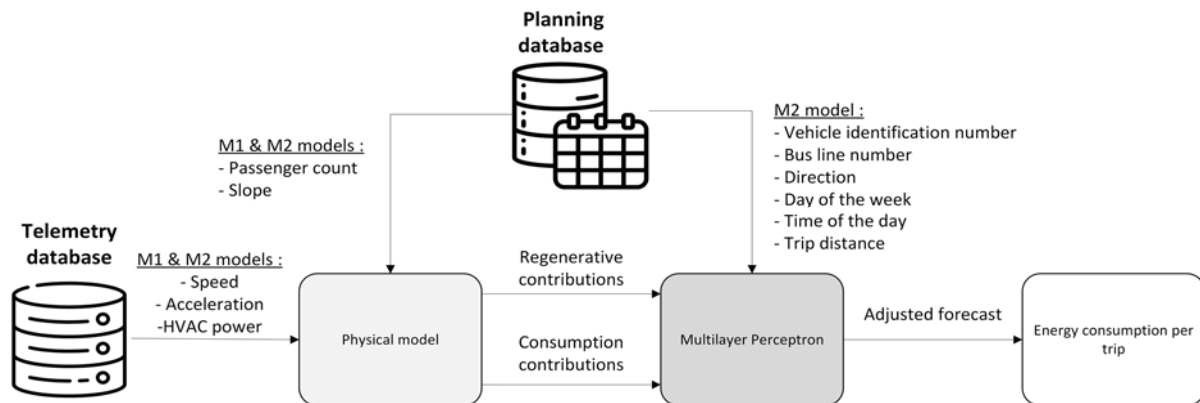 Planning
database
M1 & M2 models :
- Passenger count
- Slope
M2 model :
- Vehicle identification number
- Bus line number
- Direction
- Day of the week
- Time of the day
- Trip distance
Telemetry
database
M1 & M2 models :
- Speed
- Acceleration
-HVAC power
Physical model
Regenerative
contributions
Consumption
contributions
Multilayer Perceptron
Adjusted forecast
Energy consumption per
trip